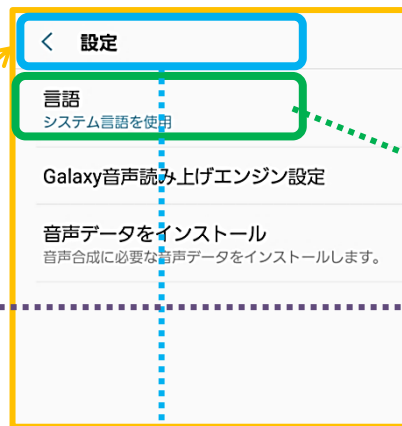 設定
言語
システム言語を使用
Galaxy音声読み上げエンジン設定
音声データをインストール
音声合成に必要な音声データをインストールします。